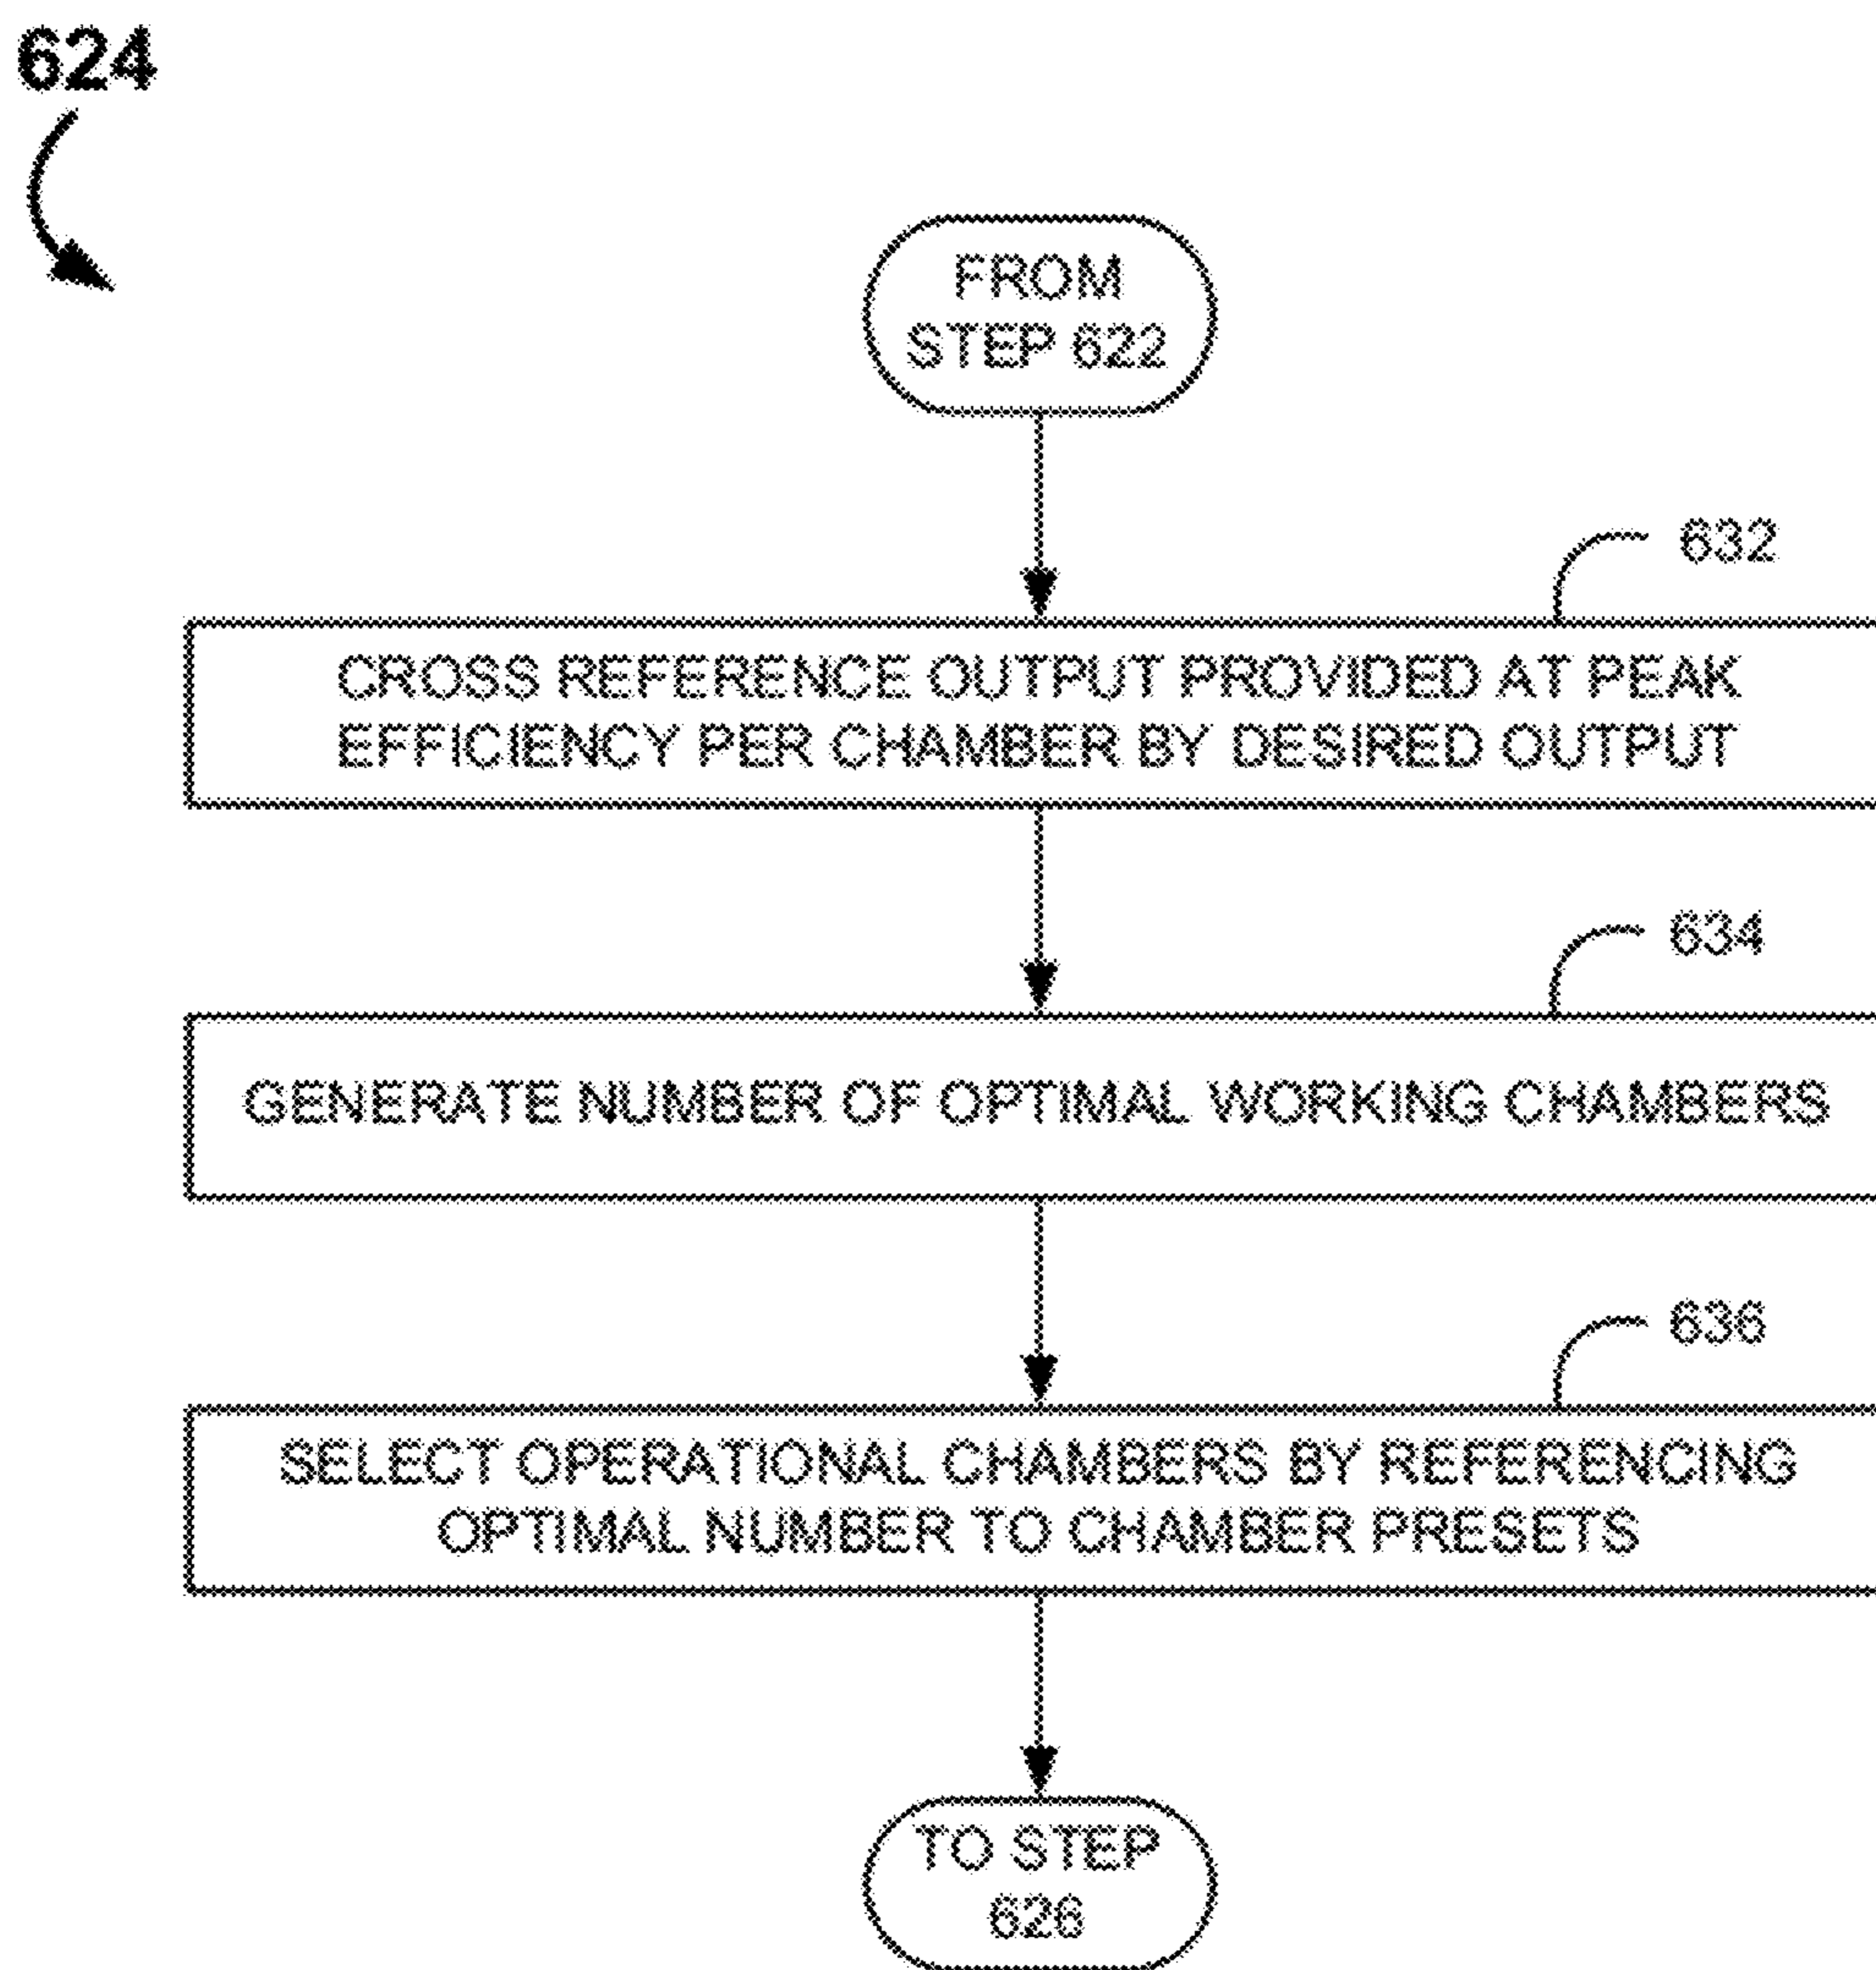 624
FROM
STEP 622
632
CROSS REFERENCE OUTPUT PROVIDED AT PEAK
EFFICIENCY PER CHAMBER BY DESIRED OUTPUT
634
GENERATE NUMBER OF OPTIMAL WORKING CHAMBERS
636
SELECT OPERATIONAL CHAMBERS BY REFERENCING
OPTIMAL NUMBER TO CHAMBER PRESETS
TO STEP
626